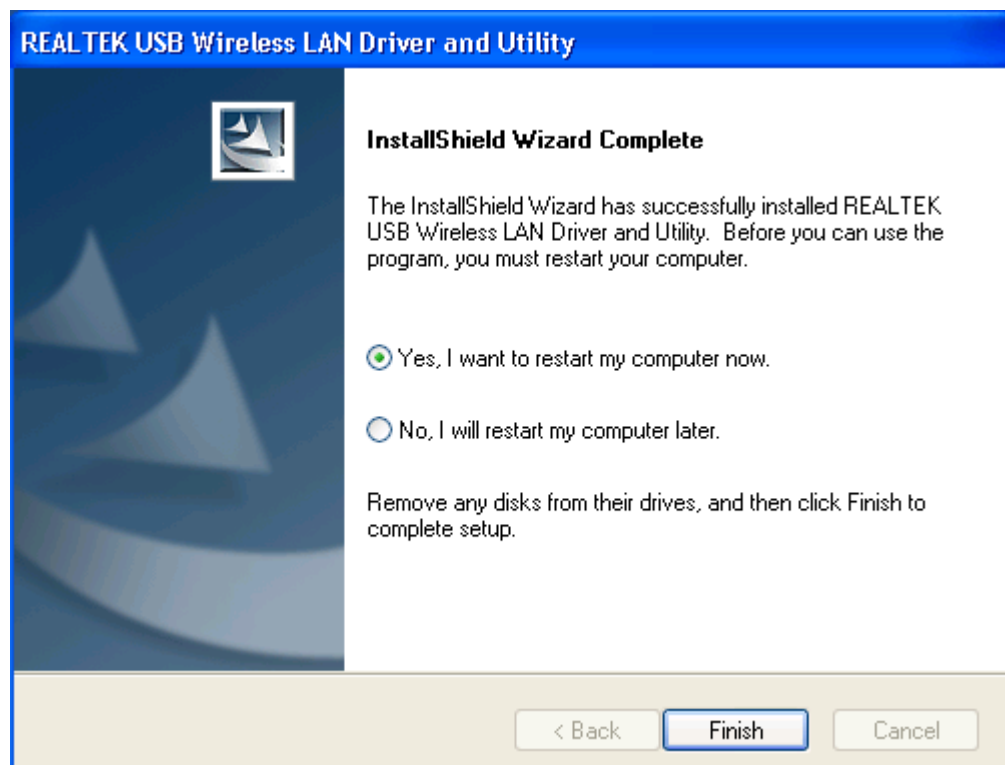 REALTEK USB Wireless LAN Driver and Utility
InstallShield Wizard Complete
The InstallShield Wizard has successfully installed REALTEK
USB Wireless LAN Driver and Utility.  Before you can use the
program, you must restart your computer.
Yes, I want to restart my computer now.
No, I will restart my computer later.
Remove any disks from their drives, and then click Finish to
complete setup.
< Back Finish Cancel